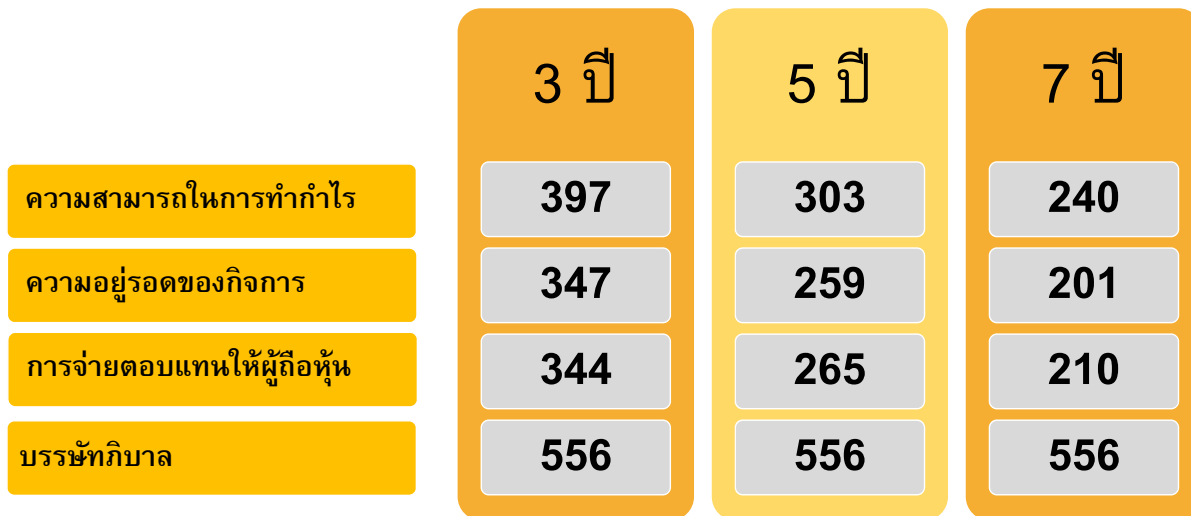 3 ปี 5 ปี 7 ปี
ความสามารถในการทำกำไร 397 303 240
ความอยู่รอดของกิจการ 347 259 201
การจ่ายตอบแทนให้ผู้ถือหุ้น 344 265 210
บรรษัทภิบาล 556 556 556